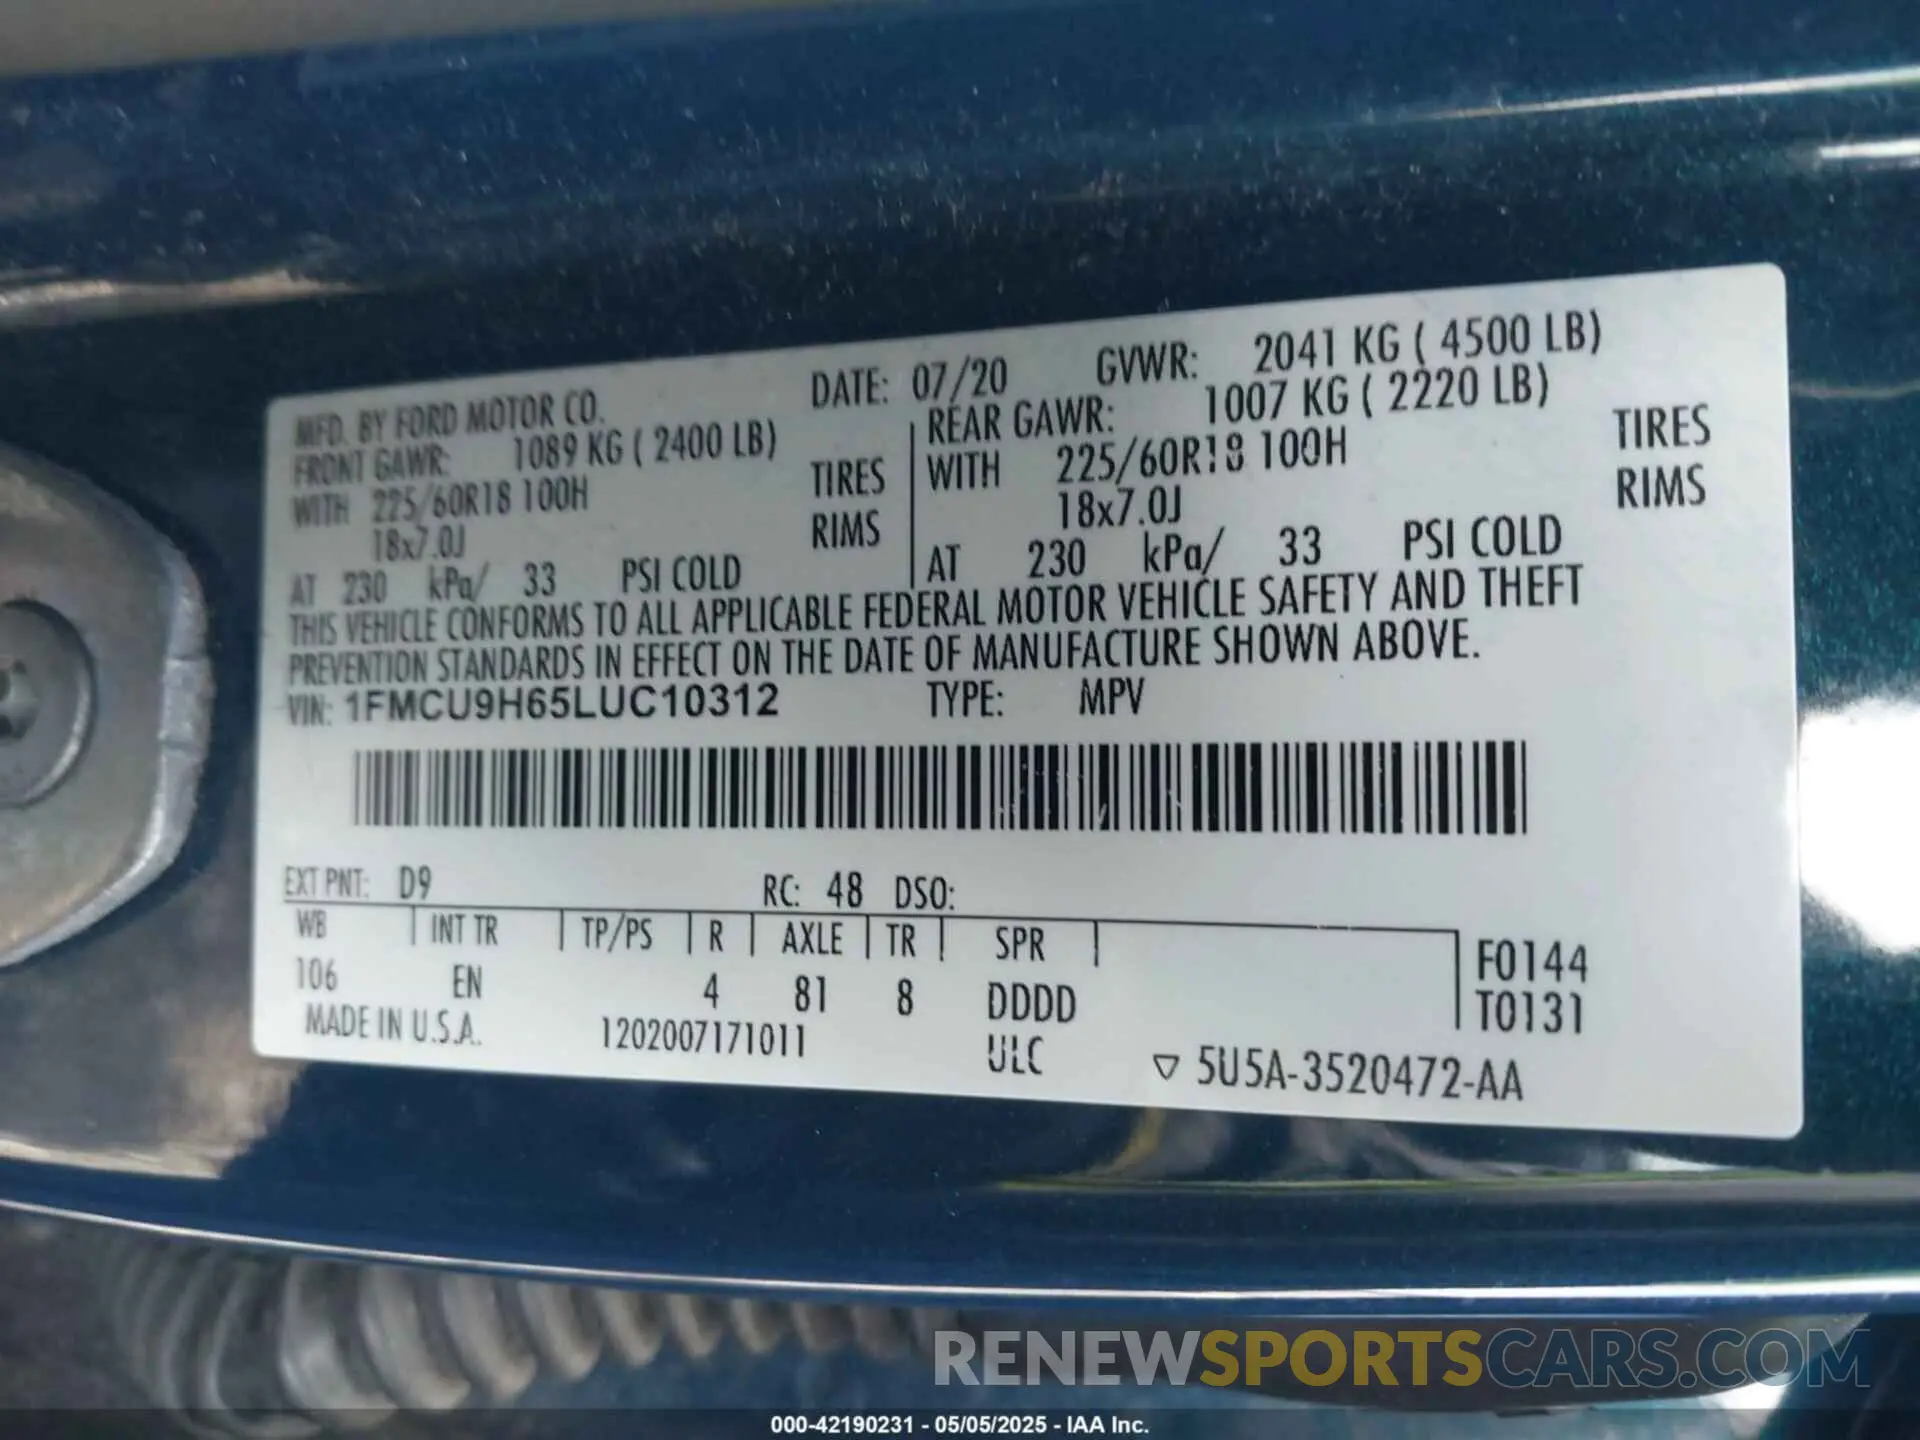 MFD. BY FORD MOTOR CO. DATE: 07/20 GVWR: 2041 KG ( 4500 LB)
FRONT GAWR: 1089 KG ( 2400 LB) REAR GAWR: 1007 KG ( 2220 LB)
WITH 225/60R18 100H TIRES WITH 225/60R18 100H TIRES
18x7.0J RIMS 18x7.0J RIMS
AT 230 kPa/ 33 PSI COLD AT 230 kPa/ 33 PSI COLD
THIS VEHICLE CONFORMS TO ALL APPLICABLE FEDERAL MOTOR VEHICLE SAFETY AND THEFT
PREVENTION STANDARDS IN EFFECT ON THE DATE OF MANUFACTURE SHOWN ABOVE.
VIN: 1FMCU9H65LUC10312 TYPE: MPV
EXT PNT: D9 RC: 48 DSO:
WB INT TR TP/PS R AXLE TR SPR F0144
106 EN 4 81 8 DDDD T0131
MADE IN U.S.A. 1202007171011 ULC ▽ 5U5A-3520472-AA
RENEWSPORTSCARS.COM
000-42190231 - 05/05/2025 - IAA Inc.